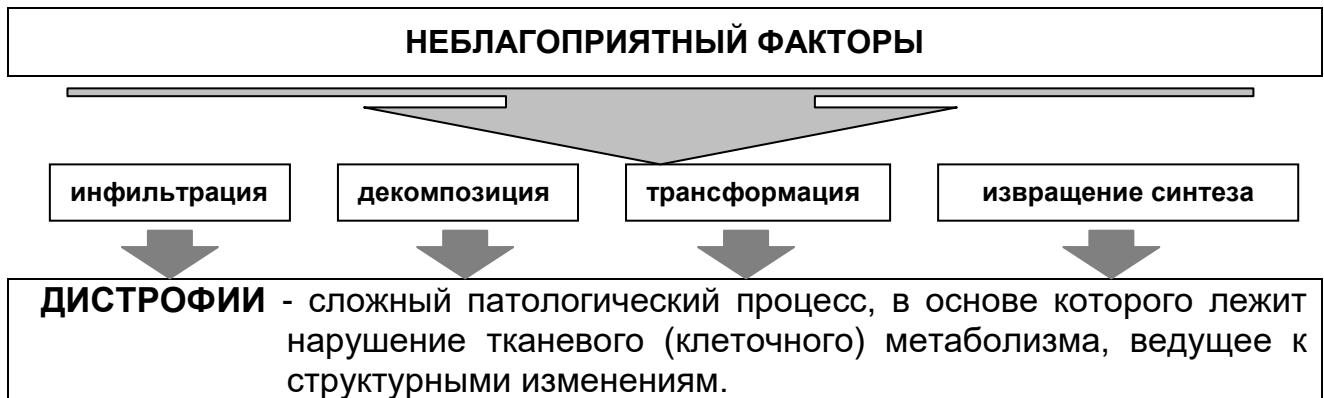 НЕБЛАГОПРИЯТНЫЙ ФАКТОРЫ
инфильтрация
декомпозиция
трансформация
извращение синтеза
ДИСТРОФИИ - сложный патологический процесс, в основе которого лежит
нарушение тканевого (клеточного) метаболизма, ведущее к
структурными изменениям.